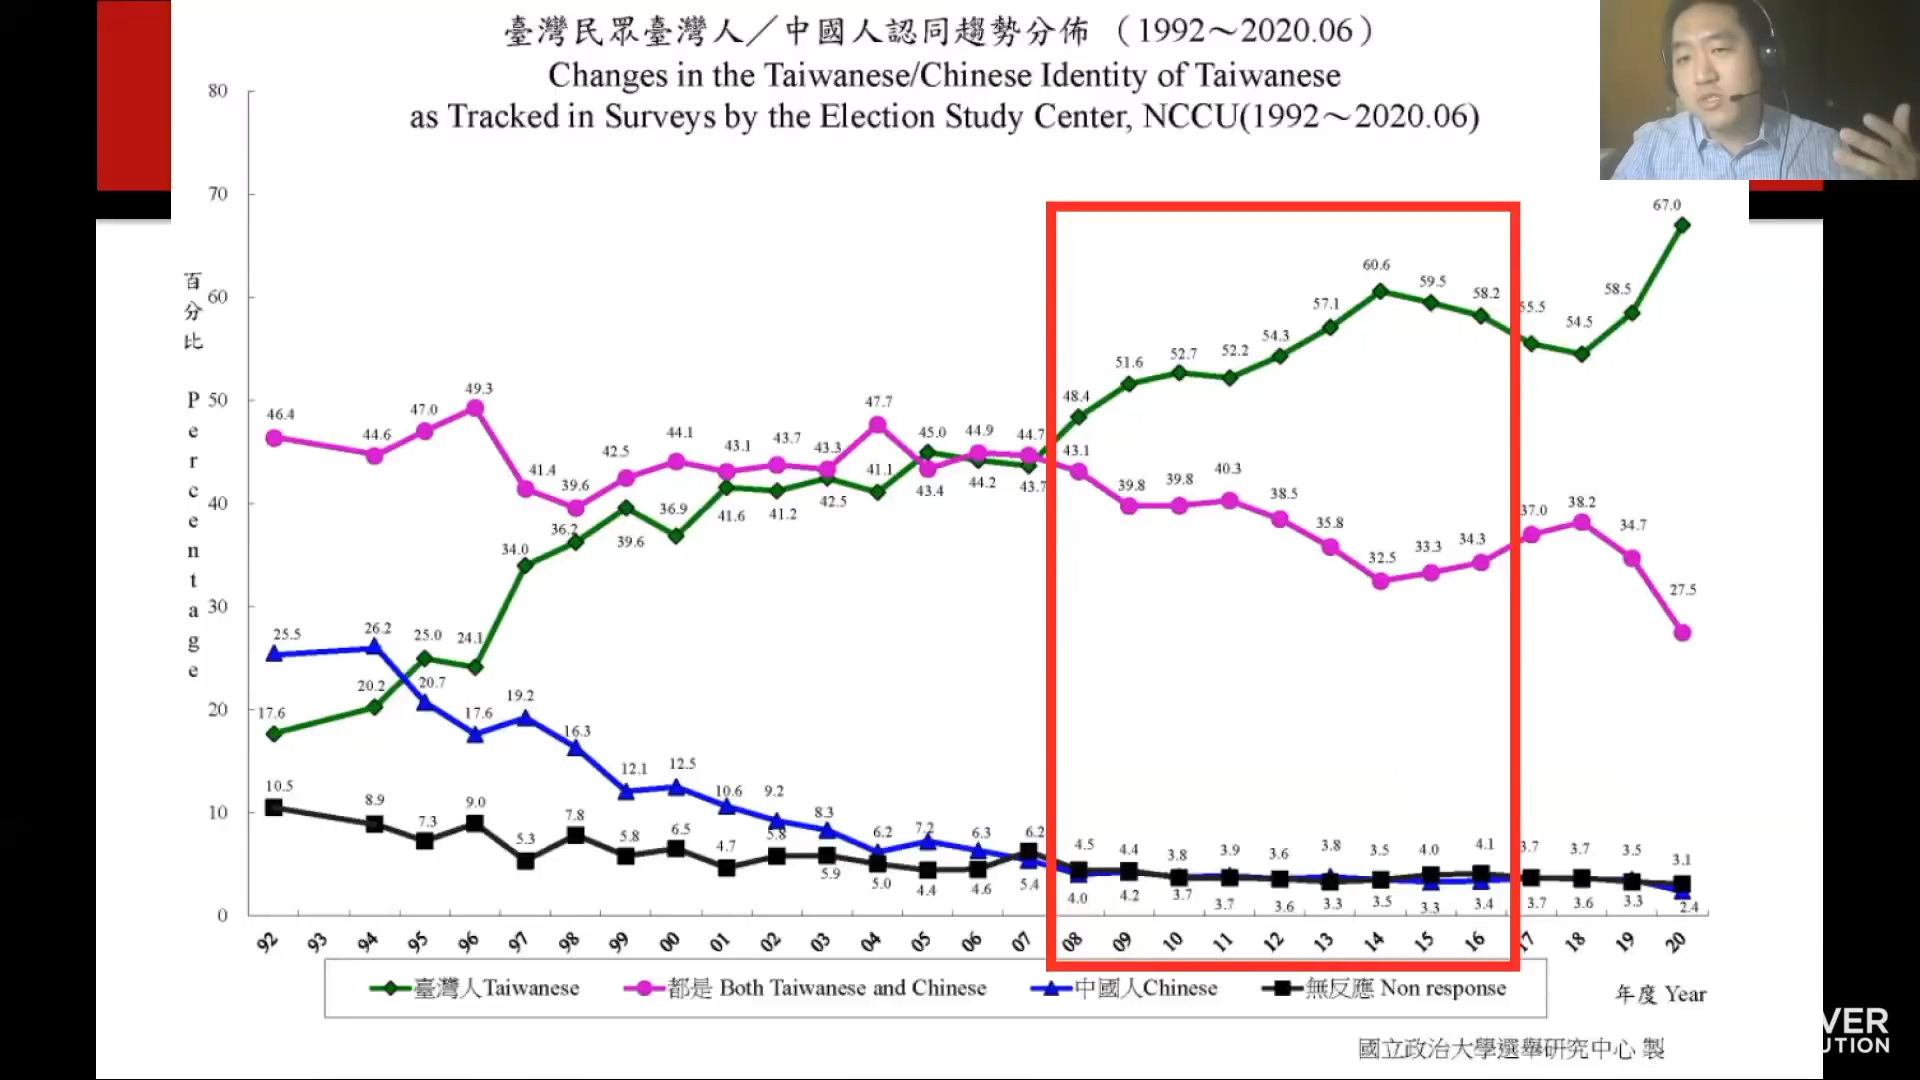 臺灣民眾臺灣人／中國人認同趨勢分佈（1992～2020.06）
Changes in the Taiwanese/Chinese Identity of Taiwanese
as Tracked in Surveys by the Election Study Center, NCCU(1992～2020.06)
百分比 Percentage
80
70
60
50
40
30
20
10
0
46.4 44.6 47.0 49.3 41.4 39.6 42.5 44.1 43.1 43.7 43.3 47.7 43.4 44.9 44.7 43.1 39.8 39.8 40.3 38.5 35.8 32.5 33.3 34.3 37.0 38.2 34.7 27.5
17.6 20.2 25.0 24.1 34.0 36.2 39.6 36.9 41.6 41.2 42.5 41.1 45.0 44.2 43.7 48.4 51.6 52.7 52.2 54.3 57.1 60.6 59.5 58.2 55.5 54.5 58.5 67.0
25.5 26.2 20.7 17.6 19.2 16.3 12.1 12.5 10.6 9.2 8.3 6.2 7.2 6.3 5.4 4.0 4.2 3.8 3.9 3.6 3.8 3.5 3.3 3.4 3.7 3.7 3.5 2.4
10.5 8.9 7.3 9.0 5.3 7.8 5.8 6.5 4.7 5.8 5.9 5.0 4.4 4.6 6.2 4.5 4.4 3.7 3.7 3.6 3.3 3.5 4.0 4.1 3.7 3.6 3.3 3.1
92 93 94 95 96 97 98 99 00 01 02 03 04 05 06 07 08 09 10 11 12 13 14 15 16 17 18 19 20
臺灣人Taiwanese 都是 Both Taiwanese and Chinese 中國人Chinese 無反應 Non response
年度 Year
國立政治大學選舉研究中心 製
VER
UTION